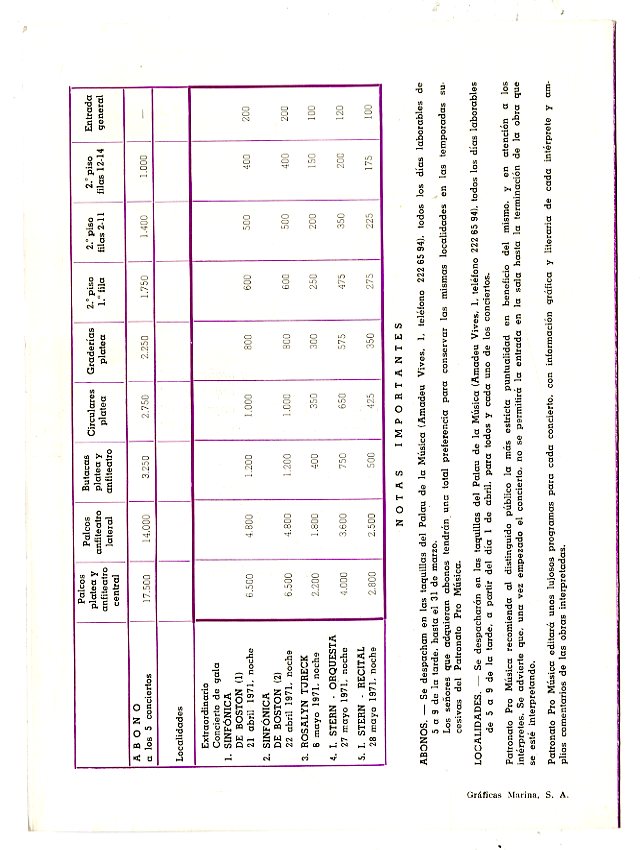 Palcos platea y anfiteatro central | Palcos anfiteatro lateral | Butacas platea y anfiteatro | Circulares platea | Graderías platea | 2.º piso 1.ª fila | 2.º piso filas 2-11 | 2.º piso filas 12-14 | Entrada general
ABONO a los 5 conciertos | 17.500 | 14.000 | 3.250 | 2.750 | 2.250 | 1.750 | 1.400 | 1.000 | —
Localidades
Extraordinario
Concierto de gala
1. SINFÓNICA
DE BOSTON (1)
21 abril 1971, noche | 6.500 | 4.800 | 1.200 | 1.000 | 800 | 600 | 500 | 400 | 200
2. SINFÓNICA
DE BOSTON (2)
22 abril 1971, noche | 6.500 | 4.800 | 1.200 | 1.000 | 800 | 600 | 500 | 400 | 200
3. ROSALYN TURECK
6 mayo 1971, noche | 2.200 | 1.800 | 400 | 350 | 300 | 250 | 200 | 150 | 100
4. I. STERN - ORQUESTA
27 mayo 1971, noche | 4.000 | 3.600 | 750 | 650 | 575 | 475 | 350 | 200 | 120
5. I. STERN - RECITAL
28 mayo 1971, noche | 2.800 | 2.500 | 500 | 425 | 350 | 275 | 225 | 175 | 100
NOTAS IMPORTANTES
ABONOS. — Se despachan en las taquillas del Palau de la Música (Amadeu Vives, 1, teléfono 222 65 94), todos los días laborables de
5 a 9 de la tarde, hasta el 31 de marzo.
Los señores que adquieran abonos tendrán una total preferencia para conservar las mismas localidades en las temporadas su-
cesivas del Patronato Pro Música.
LOCALIDADES. — Se despacharán en las taquillas del Palau de la Música (Amadeu Vives, 1, teléfono 222 65 94), todos los días laborables
de 5 a 9 de la tarde, a partir del día 1 de abril, para todos y cada uno de los conciertos.
Patronato Pro Música recomienda al distinguido público la más estricta puntualidad en beneficio del mismo, y en atención a los
intérpretes. Se advierte que, una vez empezado el concierto, no se permitirá la entrada en la sala hasta la terminación de la obra que
se esté interpretando.
Patronato Pro Música editará unos lujosos programas para cada concierto, con información gráfica y literaria de cada intérprete y am-
plios comentarios de las obras interpretadas.
Gráficas Marina, S. A.